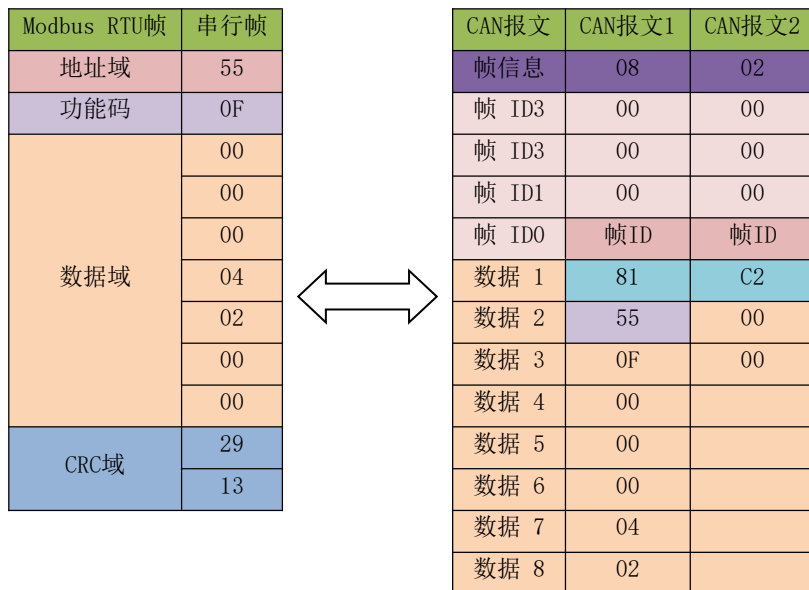 Modbus RTU帧 串行帧
地址域 55
功能码 0F
数据域 00
00
00
04
02
00
00
CRC域 29
13
CAN报文 CAN报文1 CAN报文2
帧信息 08 02
帧 ID3 00 00
帧 ID3 00 00
帧 ID1 00 00
帧 ID0 帧ID 帧ID
数据 1 81 C2
数据 2 55 00
数据 3 0F 00
数据 4 00
数据 5 00
数据 6 00
数据 7 04
数据 8 02